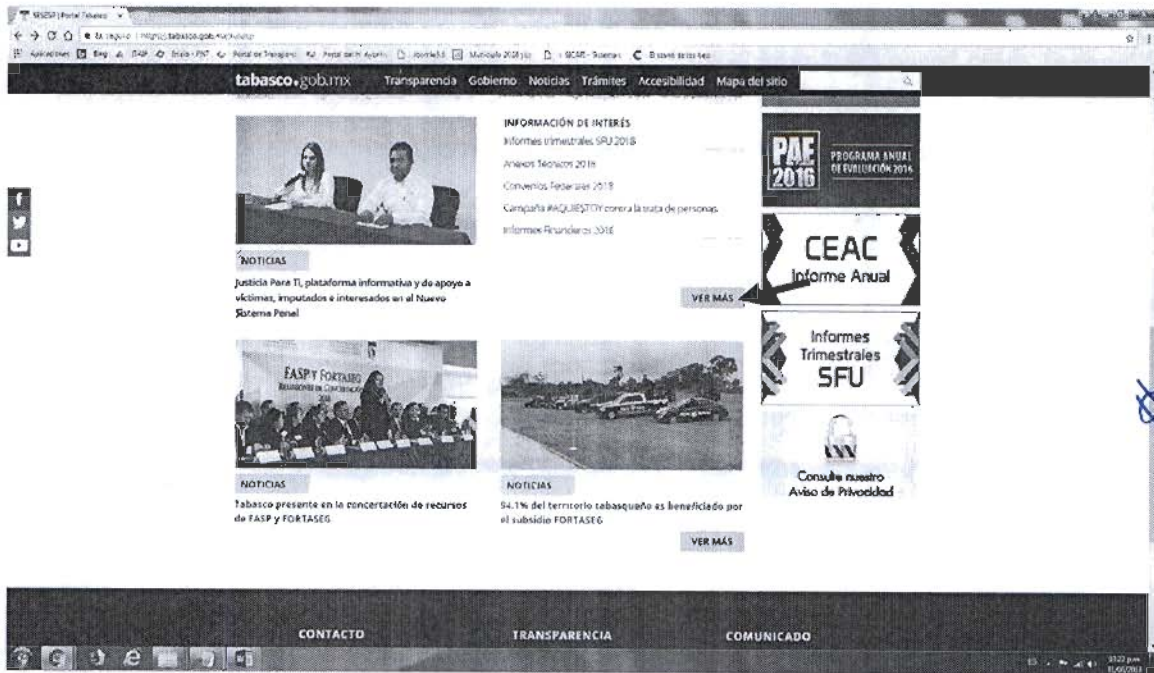 tabasco.gob.mx Transparencia Gobierno Noticias Trámites Accesibilidad Mapa del sitio
INFORMACIÓN DE INTERÉS
Informes trimestrales SFU 2018
Anexos Técnicos 2018
Convenios Federales 2018
Campaña #AQUIESTOY contra la trata de personas.
Informes Financieros 2016
VER MÁS
NOTICIAS
Justicia Para Ti, plataforma informativa y de apoyo a
víctimas, imputados e interesados en el Nuevo
Sistema Penal
FASP Y FORTASEG
2018
NOTICIAS
Tabasco presente en la concertación de recursos
de FASP y FORTASEG
NOTICIAS
94.1% del territorio tabasqueño es beneficiado por
el subsidio FORTASEG
VER MÁS
PAE
2016
PROGRAMA ANUAL
DE EVALUACIÓN 2016
CEAC
Informe Anual
Informes
Trimestrales
SFU
Consulte nuestro
Aviso de Privacidad
CONTACTO TRANSPARENCIA COMUNICADO